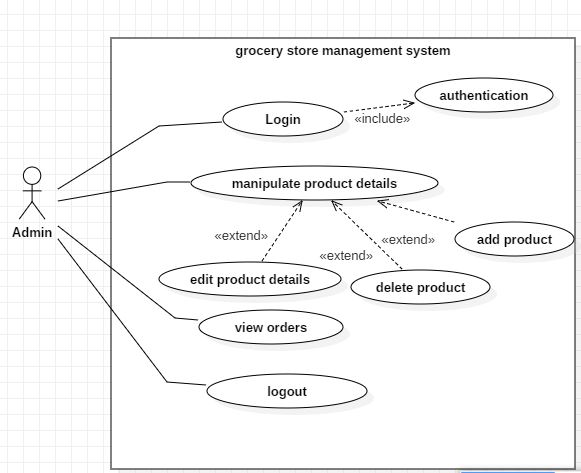 grocery store management system
authentication
Login
«include»
manipulate product details
Admin
«extend»
«extend»
add product
«extend»
edit product details
delete product
view orders
logout